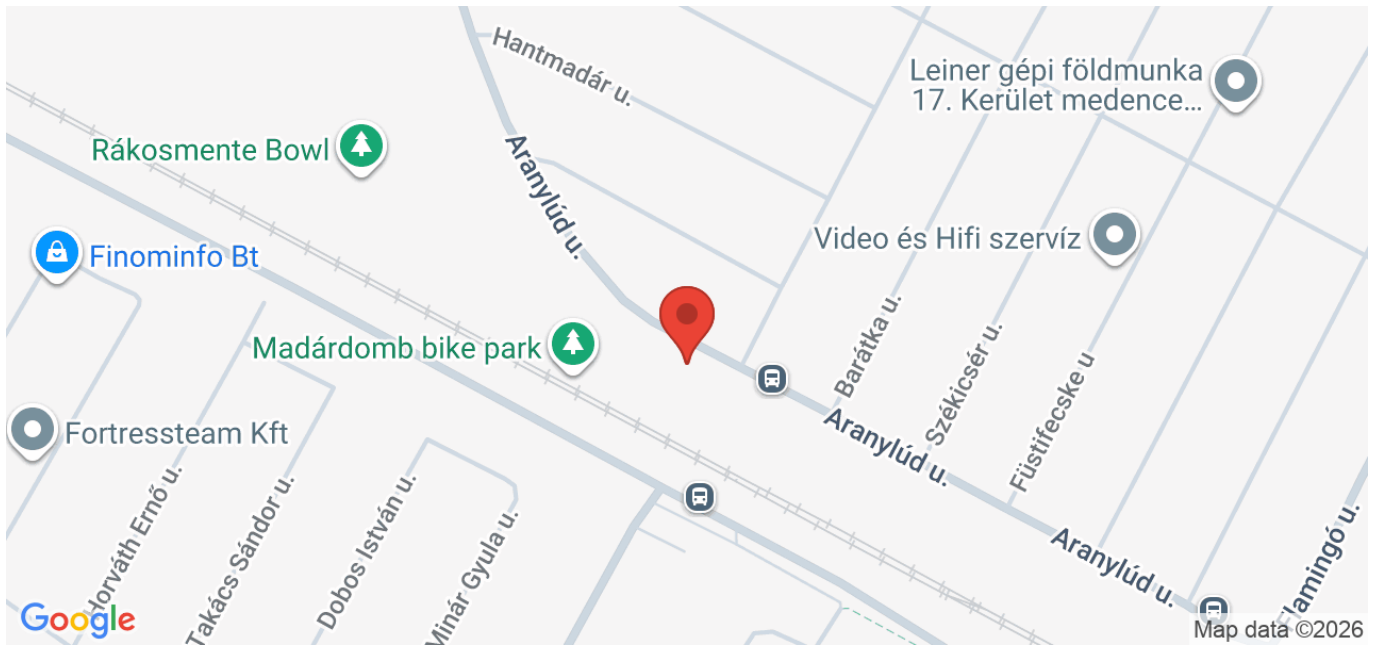 Hantmadár u.
Leiner gépi földmunka
17. Kerület medence...
Rákosmente Bowl
Aranylúd u.
Finominfo Bt
Video és Hifi szervíz
Madárdomb bike park
Barátka u.
Székicsér u.
Füstifecske u
Fortressteam Kft
Aranylúd u.
Horváth Ernő u.
Takács Sándor u.
Dobos István u.
Minár Gyula u.
Aranylúd u.
Flamingó u.
Google
Map data ©2026